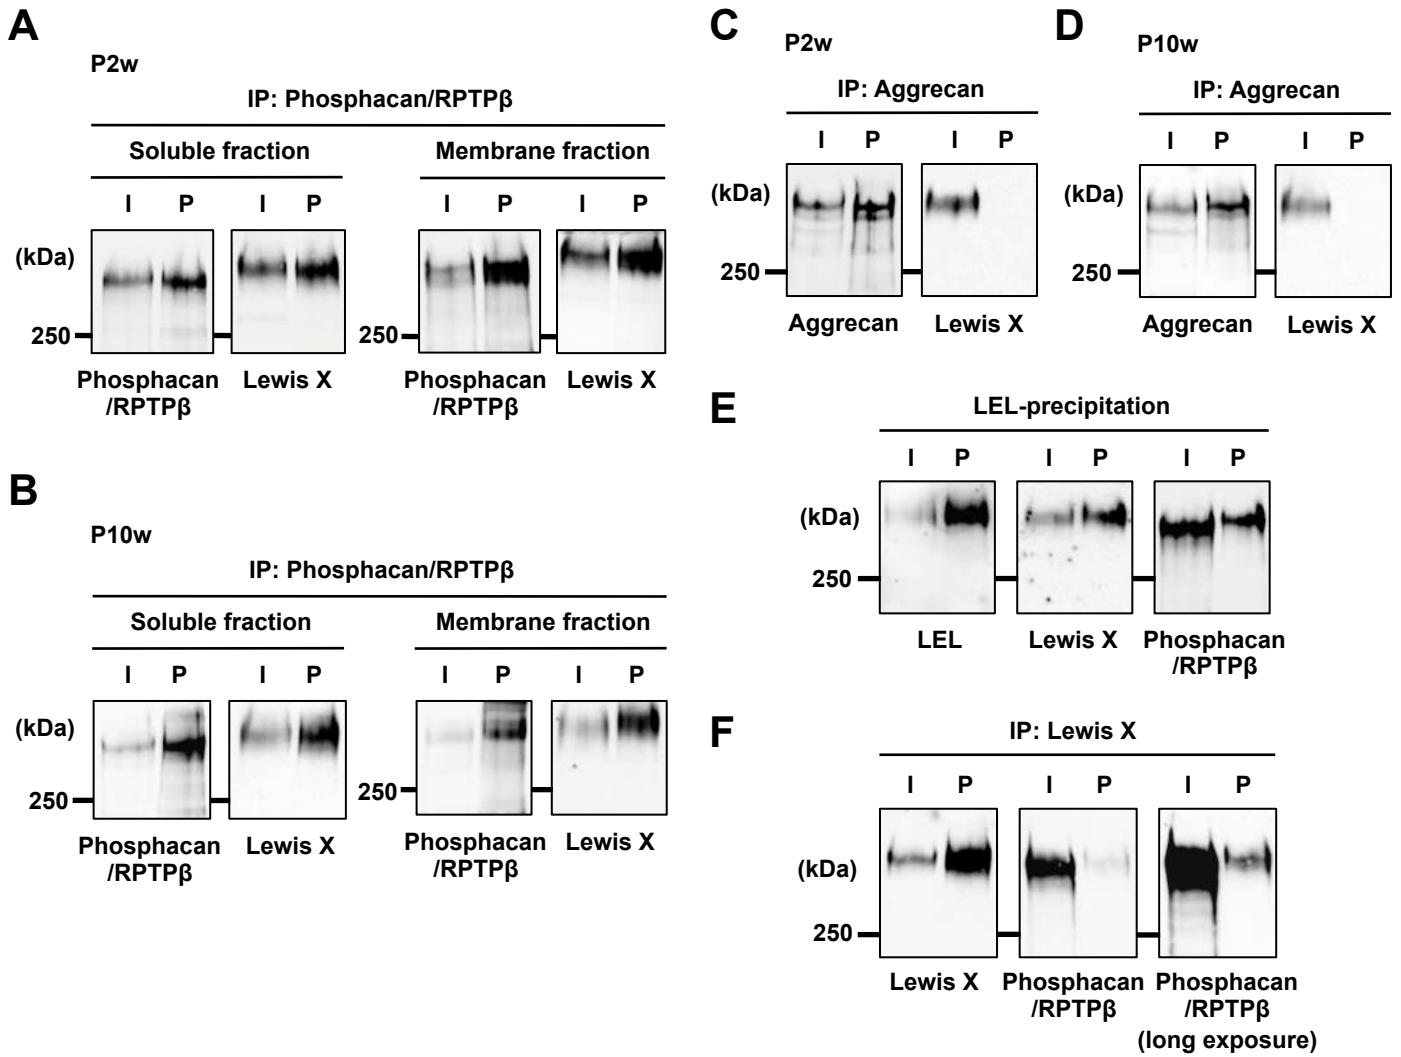 A
P2w
IP: Phosphacan/RPTPβ
Soluble fraction
Membrane fraction
I P I P I P I P
(kDa)
250
250
Phosphacan
/RPTPβ
Lewis X
Phosphacan
/RPTPβ
Lewis X
B
P10w
IP: Phosphacan/RPTPβ
Soluble fraction
Membrane fraction
I P I P I P I P
(kDa)
250
250
Phosphacan
/RPTPβ
Lewis X
Phosphacan
/RPTPβ
Lewis X
C
P2w
IP: Aggrecan
I P I P
(kDa)
250
Aggrecan
Lewis X
D
P10w
IP: Aggrecan
I P I P
(kDa)
250
Aggrecan
Lewis X
E
LEL-precipitation
I P I P I P
(kDa)
250
LEL
Lewis X
Phosphacan
/RPTPβ
F
IP: Lewis X
I P I P I P
(kDa)
250
Lewis X
Phosphacan
/RPTPβ
Phosphacan
/RPTPβ
(long exposure)